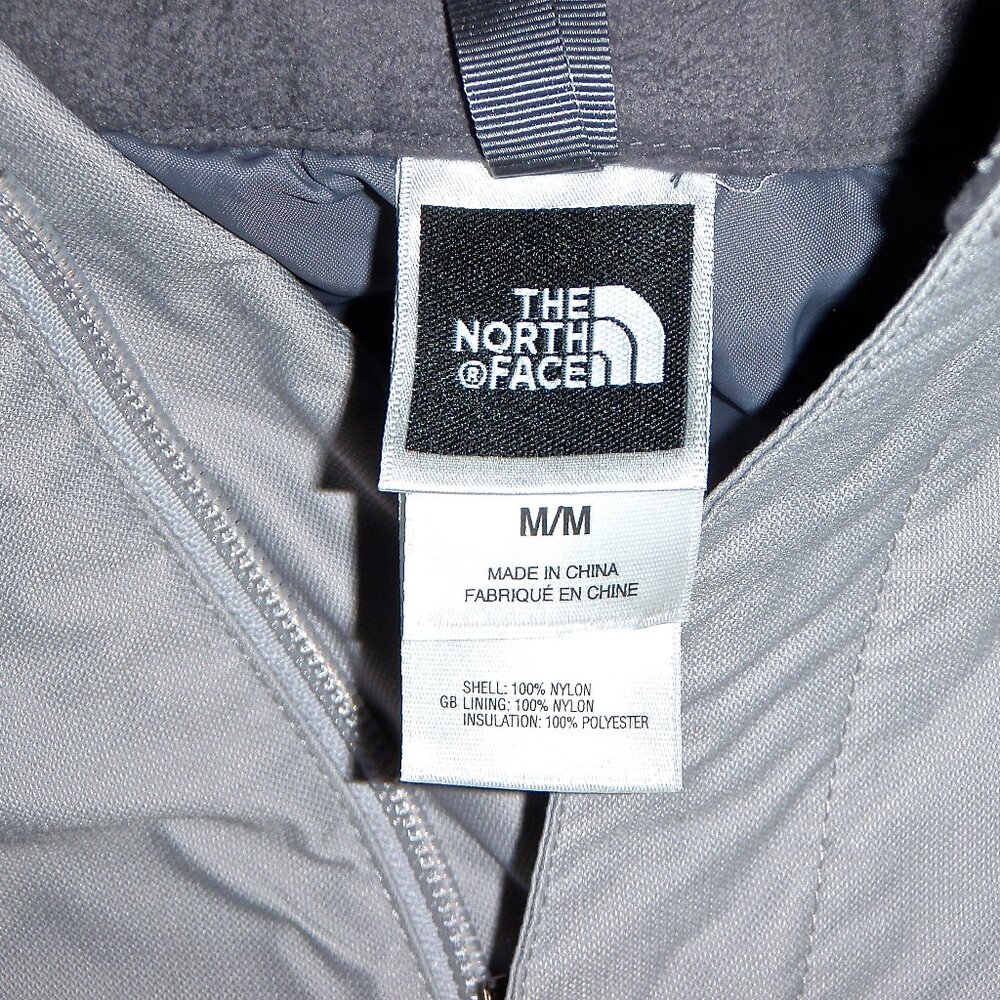 THE
NORTH
®FACE
M/M
MADE IN CHINA
FABRIQUÉ EN CHINE
SHELL: 100% NYLON
GB LINING: 100% NYLON
INSULATION: 100% POLYESTER